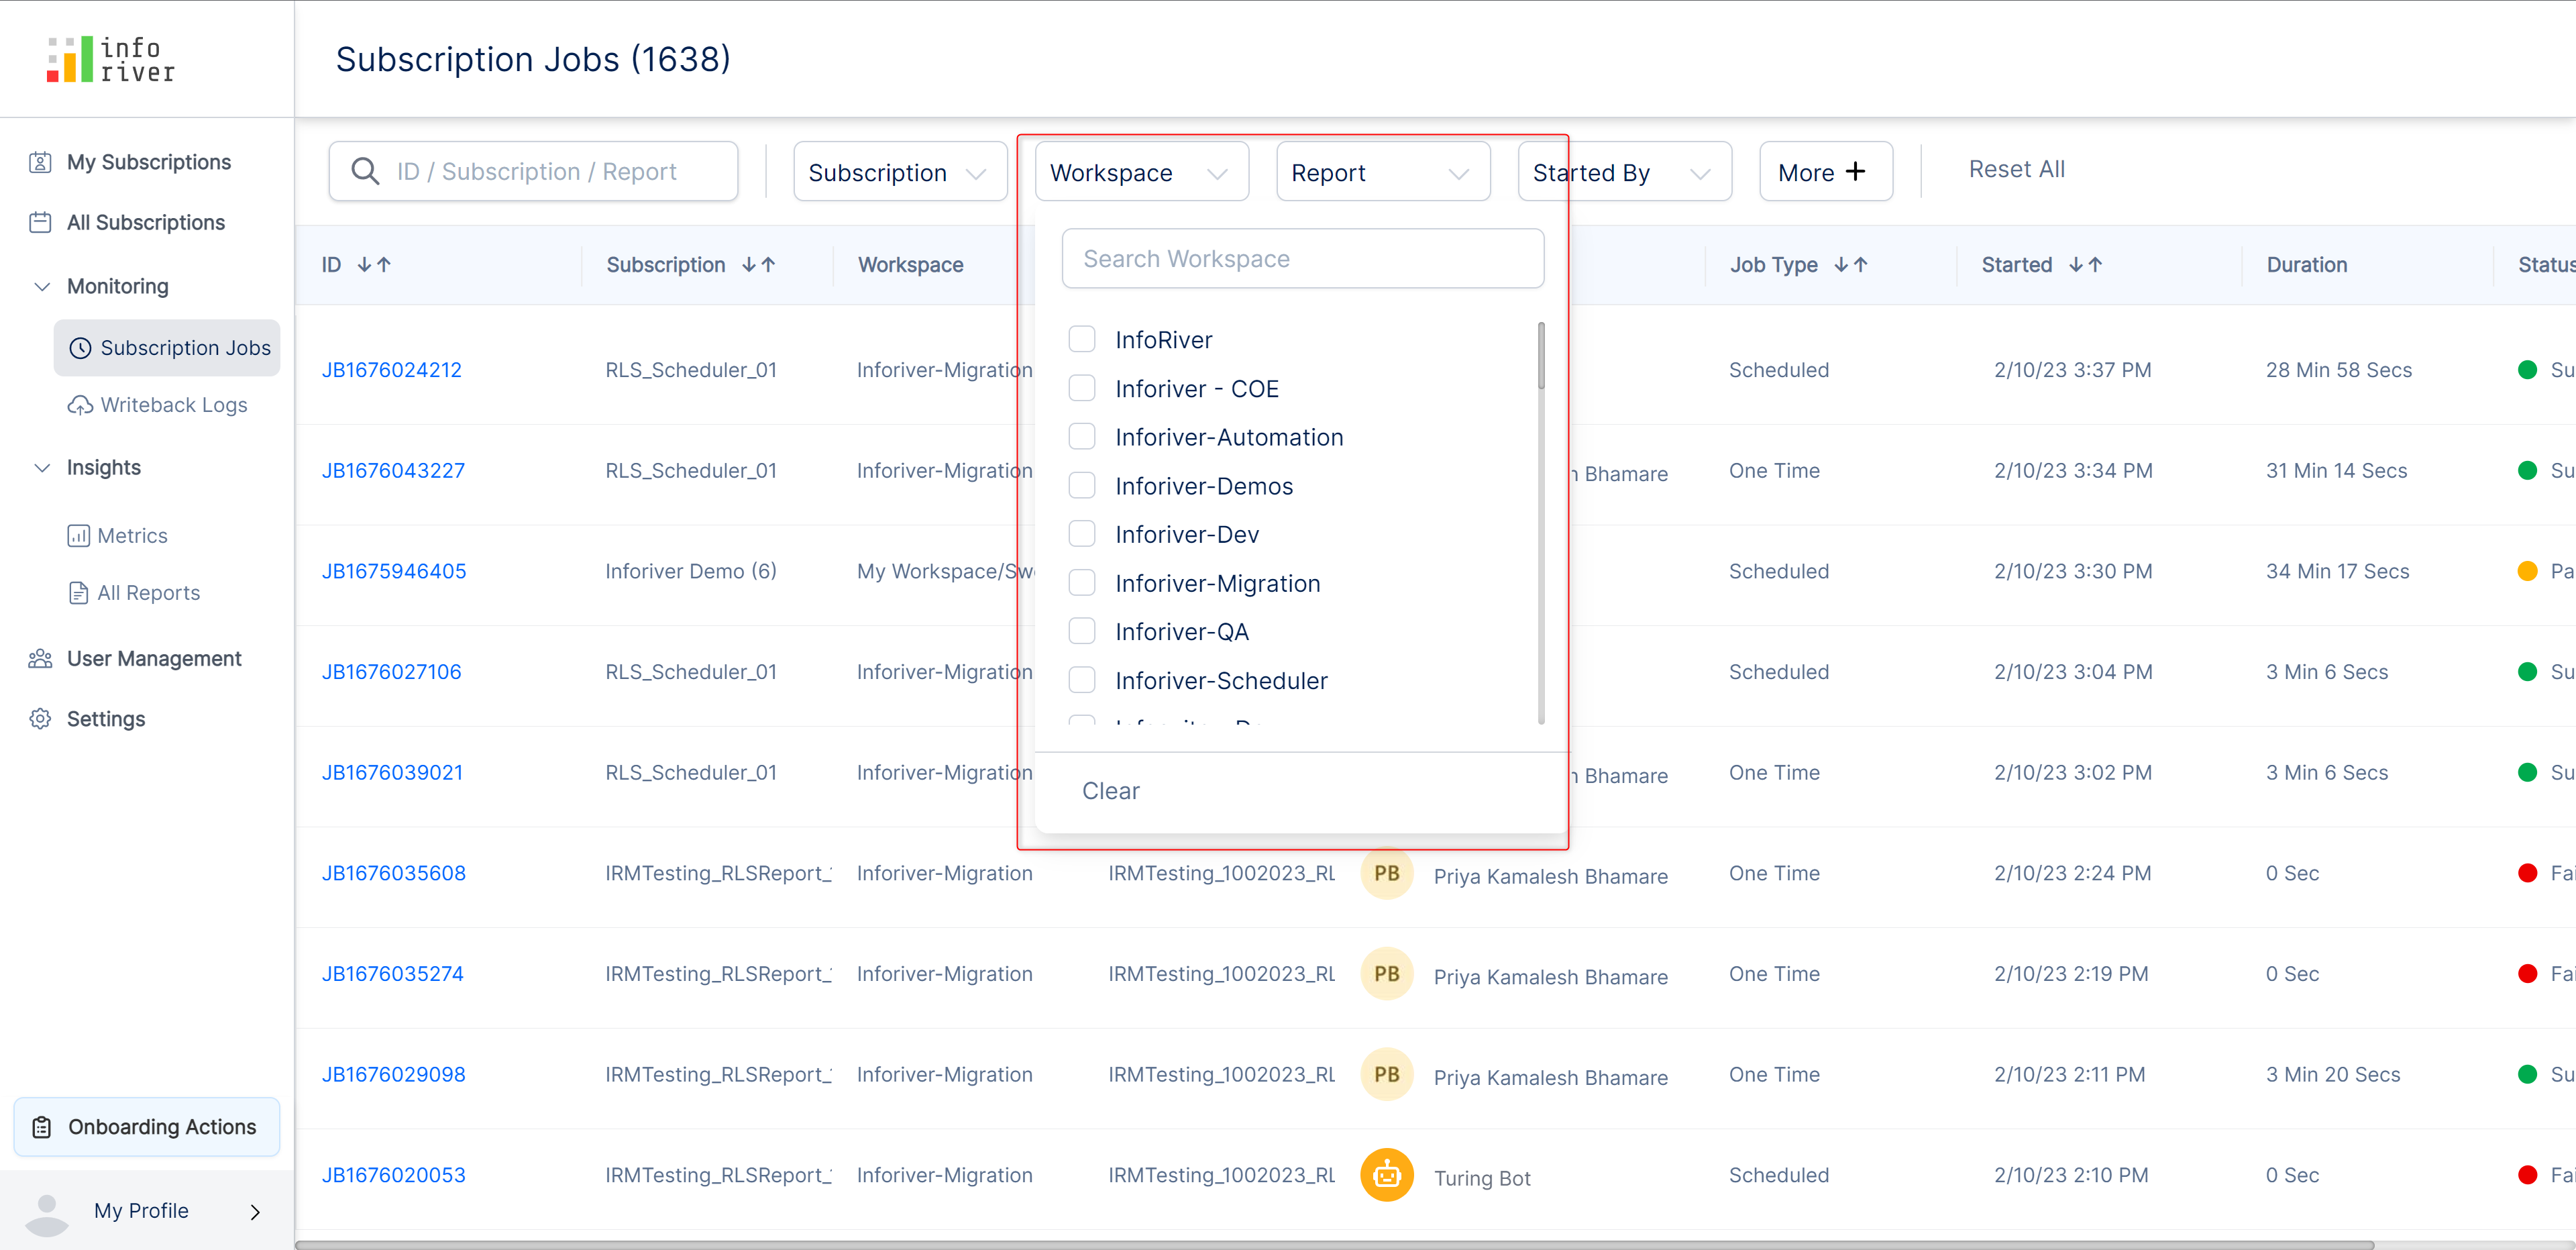 info
river
Subscription Jobs (1638)
My Subscriptions
All Subscriptions
Monitoring
Subscription Jobs
Writeback Logs
Insights
Metrics
All Reports
User Management
Settings
Onboarding Actions
My Profile
ID / Subscription / Report
Subscription
Workspace
Report
Started By
More +
Reset All
ID Subscription Workspace Job Type Started Duration Status
Search Workspace
InfoRiver
Inforiver - COE
Inforiver-Automation
Inforiver-Demos
Inforiver-Dev
Inforiver-Migration
Inforiver-QA
Inforiver-Scheduler
Clear
JB1676024212 RLS_Scheduler_01 Inforiver-Migration Scheduled 2/10/23 3:37 PM 28 Min 58 Secs Su
JB1676043227 RLS_Scheduler_01 Inforiver-Migration h Bhamare One Time 2/10/23 3:34 PM 31 Min 14 Secs Su
JB1675946405 Inforiver Demo (6) My Workspace/Sw Scheduled 2/10/23 3:30 PM 34 Min 17 Secs Pa
JB1676027106 RLS_Scheduler_01 Inforiver-Migration Scheduled 2/10/23 3:04 PM 3 Min 6 Secs Su
JB1676039021 RLS_Scheduler_01 Inforiver-Migration h Bhamare One Time 2/10/23 3:02 PM 3 Min 6 Secs Su
JB1676035608 IRMTesting_RLSReport_ Inforiver-Migration IRMTesting_1002023_RL PB Priya Kamalesh Bhamare One Time 2/10/23 2:24 PM 0 Sec Fai
JB1676035274 IRMTesting_RLSReport_ Inforiver-Migration IRMTesting_1002023_RL PB Priya Kamalesh Bhamare One Time 2/10/23 2:19 PM 0 Sec Fai
JB1676029098 IRMTesting_RLSReport_ Inforiver-Migration IRMTesting_1002023_RL PB Priya Kamalesh Bhamare One Time 2/10/23 2:11 PM 3 Min 20 Secs Su
JB1676020053 IRMTesting_RLSReport_ Inforiver-Migration IRMTesting_1002023_RL Turing Bot Scheduled 2/10/23 2:10 PM 0 Sec Fai